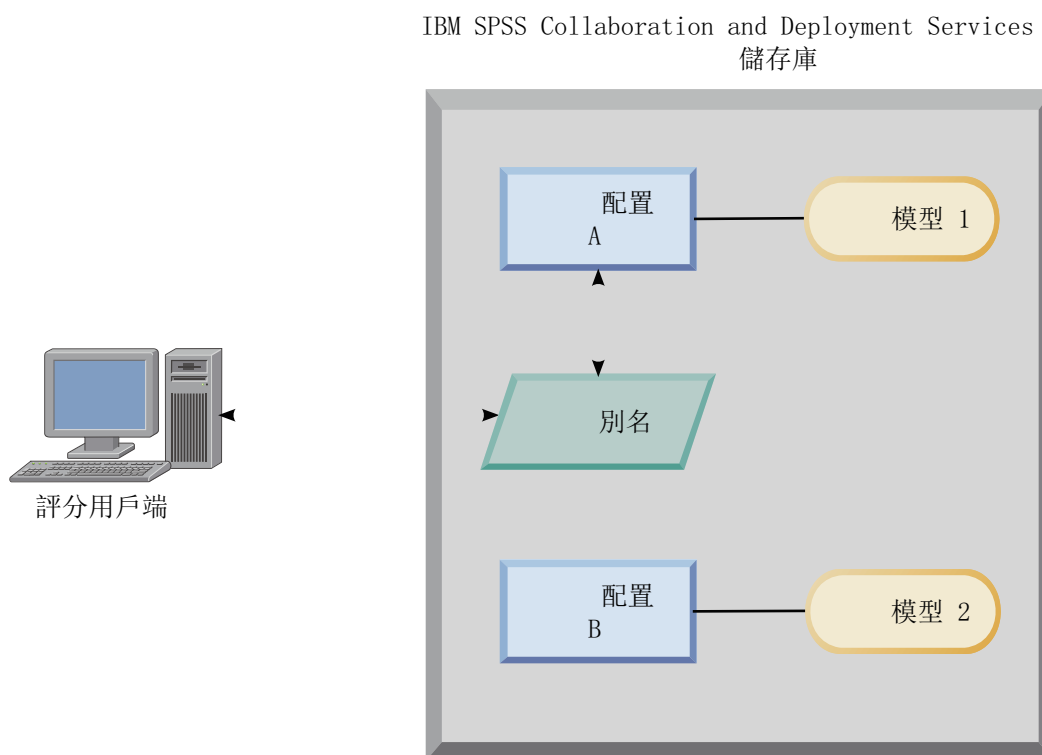 IBM SPSS Collaboration and Deployment Services
儲存庫
配置
A
模型 1
別名
評分用戶端
配置
B
模型 2